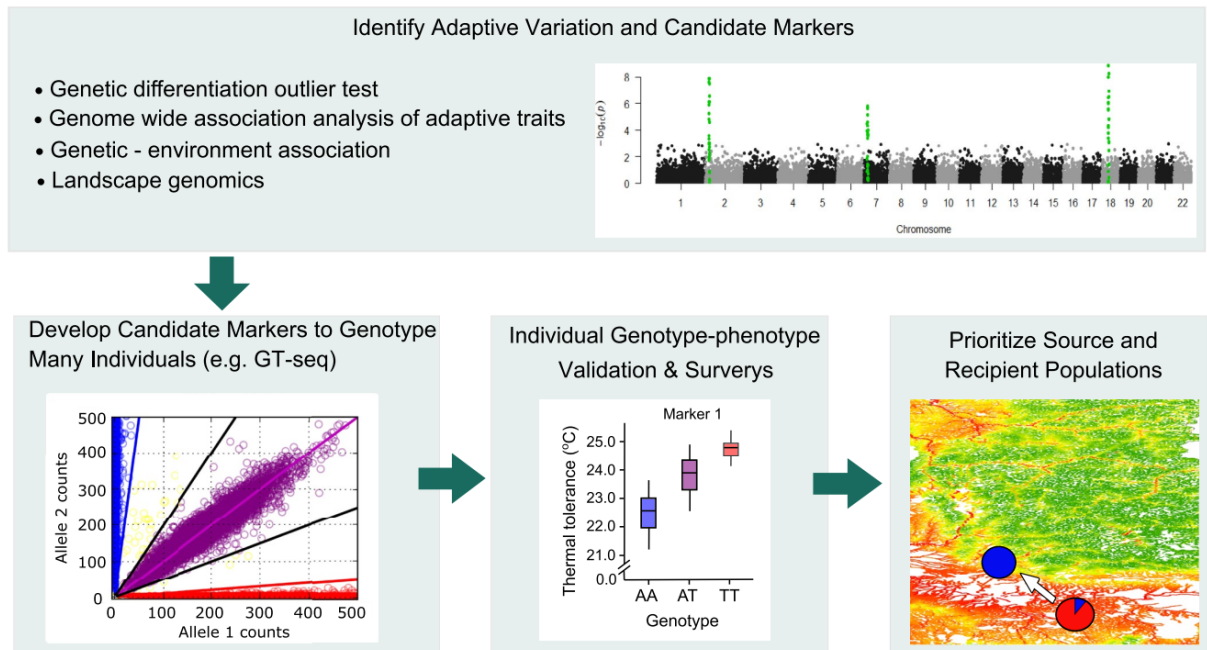 Identify Adaptive Variation and Candidate Markers
• Genetic differentiation outlier test
• Genome wide association analysis of adaptive traits
• Genetic - environment association
• Landscape genomics
8
6
4
2
0
−log₁₀(p)
1 2 3 4 5 6 7 8 9 10 11 12 13 14 15 16 17 18 19 20 22
Chromosome
Develop Candidate Markers to Genotype
Many Individuals (e.g. GT-seq)
500
400
300
200
100
0
Allele 2 counts
0 100 200 300 400 500
Allele 1 counts
Individual Genotype-phenotype
Validation & Surverys
Marker 1
25.0
24.0
23.0
22.0
21.0
0.0
Thermal tolerance (°C)
AA AT TT
Genotype
Prioritize Source and
Recipient Populations